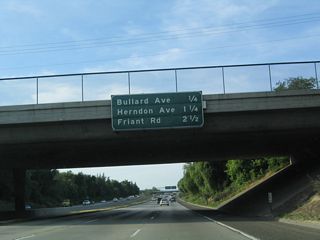 Bullard Ave 1/4
Herndon Ave 1 1/4
Friant Rd 2 1/2